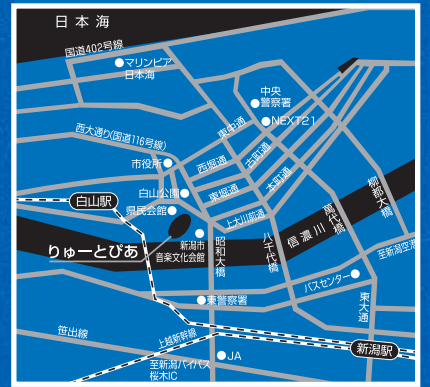 日本海
国道402号線
マリンピア
日本海
中央
警察署
NEXT21
西大通り(国道116号線)
東中通
市役所
西堀通
古町通
本町通
白山公園
東堀通
白山駅
県民会館
上大川前通
柳都大橋
萬代橋
信濃川
りゅーとぴあ
新潟市
音楽文化会館
昭和大橋
八千代橋
至新潟空港
バスセンター
東警察署
東大通
笹出線
上越新幹線
新潟駅
JA
至新潟バイパス
桜木IC